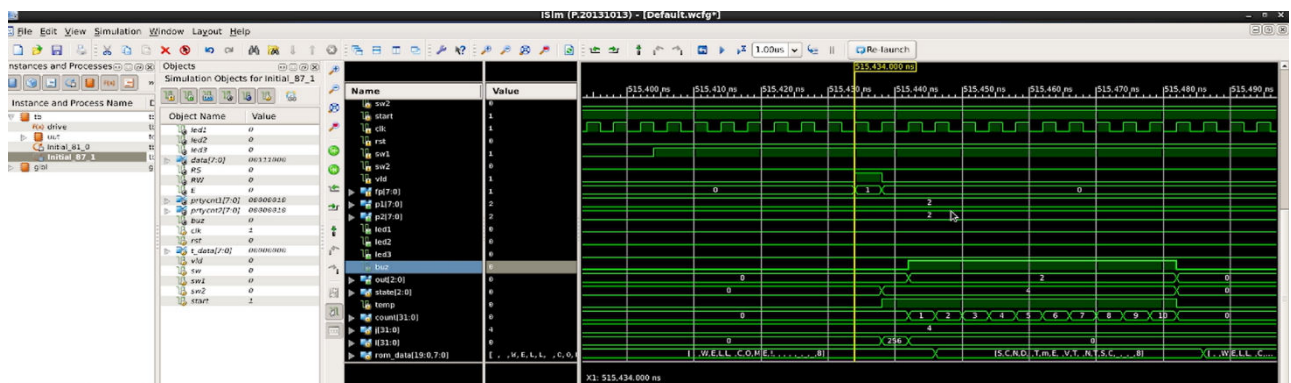 ISim (P.20131013) - [Default.wcfg*]
File Edit View Simulation Window Layout Help
1.00us Re-launch
Instances and Processes
Instance and Process Name
tb
drive
uut
Initial_81_0
Initial_87_1
glbl
Objects
Simulation Objects for Initial_87_1
Object Name Value
led1 0
led2 0
led3 0
data[7:0] 00111000
RS 0
RW 0
E 0
prtycnt1[7:0] 00000010
prtycnt2[7:0] 00000010
buz 0
clk 1
rst 0
t_data[7:0] 00000000
vld 0
sw 0
sw1 0
sw2 0
start 1
Name Value
sw2 0
start 1
clk 1
rst 0
sw1 1
sw2 0
vld 1
fp[7:0] 1
p1[7:0] 2
p2[7:0] 2
led1 0
led2 0
led3 0
buz 0
out[2:0] 0
state[2:0] 0
temp 0
count[31:0] 0
i[31:0] 4
l[31:0] 0
rom_data[19:0,7:0] [ , ,W,E,L,L, ,C,O,
515,434.000 ns
515,400 ns 515,410 ns 515,420 ns 515,430 ns 515,440 ns 515,450 ns 515,460 ns 515,470 ns 515,480 ns 515,490 ns
0 1 0
2
2
0 2 0
0 4 0
0 1 2 3 4 5 6 7 8 9 10 0
4
0 256 0
[ , ,W,E,L,L, ,C,O,M,E,!, , , , , , ,8] [S,C,N,D, ,T,m,E, ,V,T, ,N,T,S,C, , , ,8] [ , ,W,E,L,L, ,C,...
X1: 515,434.000 ns